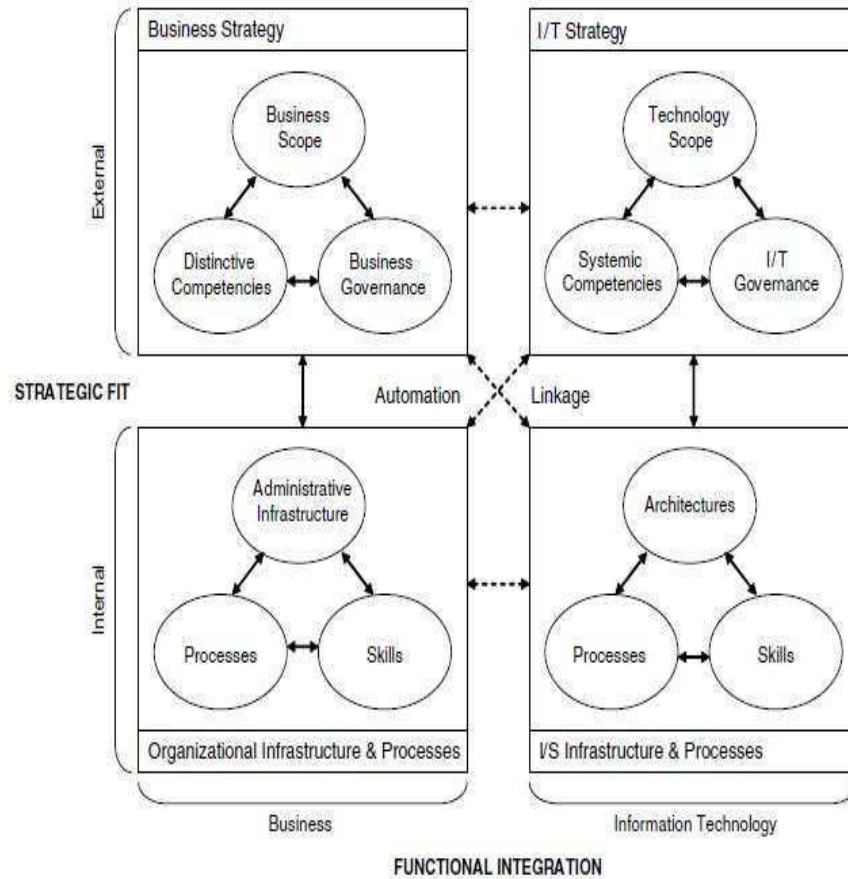 Business Strategy
I/T Strategy
External
Business
Scope
Distinctive
Competencies
Business
Governance
Technology
Scope
Systemic
Competencies
I/T
Governance
STRATEGIC FIT
Automation
Linkage
Internal
Administrative
Infrastructure
Processes
Skills
Architectures
Processes
Skills
Organizational Infrastructure & Processes
I/S Infrastructure & Processes
Business
Information Technology
FUNCTIONAL INTEGRATION